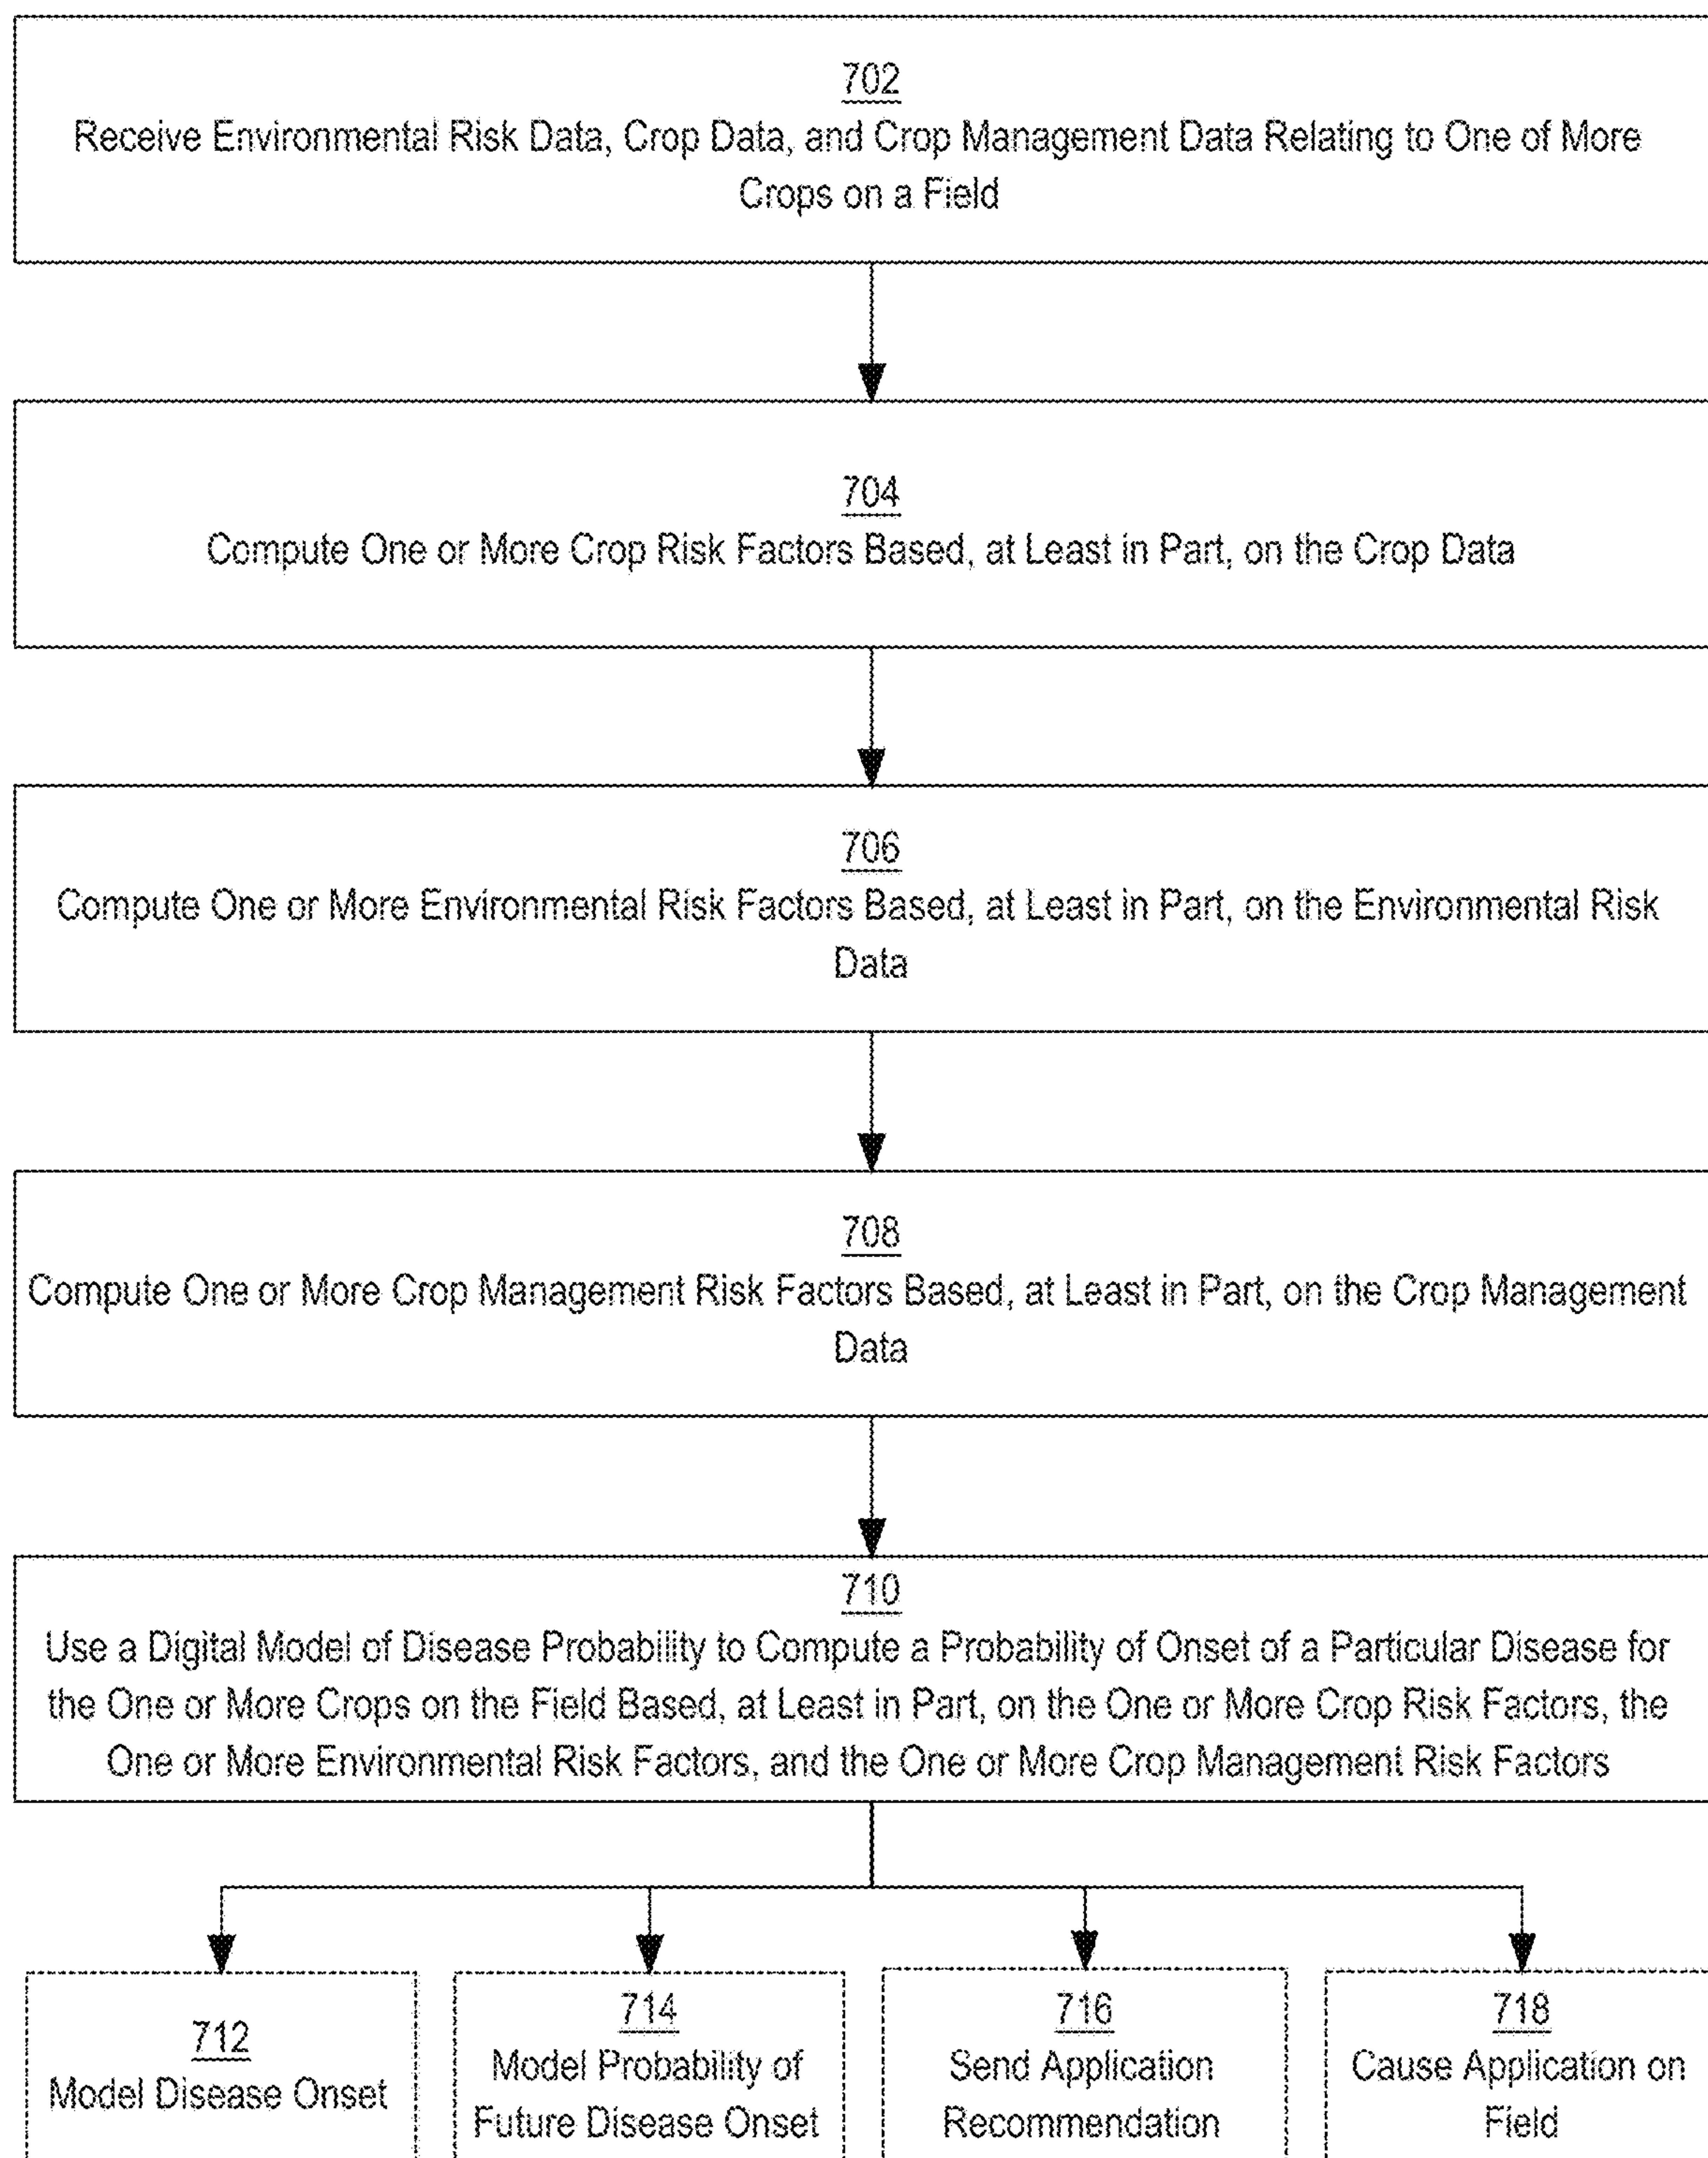 702
Receive Environmental Risk Data, Crop Data, and Crop Management Data Relating to One of More
Crops on a Field
704
Compute One or More Crop Risk Factors Based, at Least in Part, on the Crop Data
706
Compute One or More Environmental Risk Factors Based, at Least in Part, on the Environmental Risk
Data
708
Compute One or More Crop Management Risk Factors Based, at Least in Part, on the Crop Management
Data
710
Use a Digital Model of Disease Probability to Compute a Probability of Onset of a Particular Disease for
the One or More Crops on the Field Based, at Least in Part, on the One or More Crop Risk Factors, the
One or More Environmental Risk Factors, and the One or More Crop Management Risk Factors
712
Model Disease Onset
714
Model Probability of
Future Disease Onset
716
Send Application
Recommendation
718
Cause Application on
Field